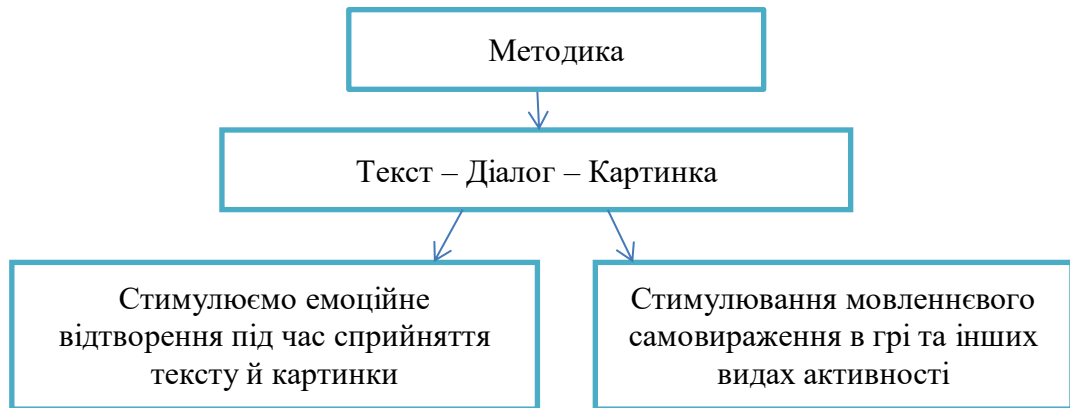 Методика
Текст – Діалог – Картинка
Стимулюємо емоційне
відтворення під час сприйняття
тексту й картинки
Стимулювання мовленнєвого
самовираження в грі та інших
видах активності